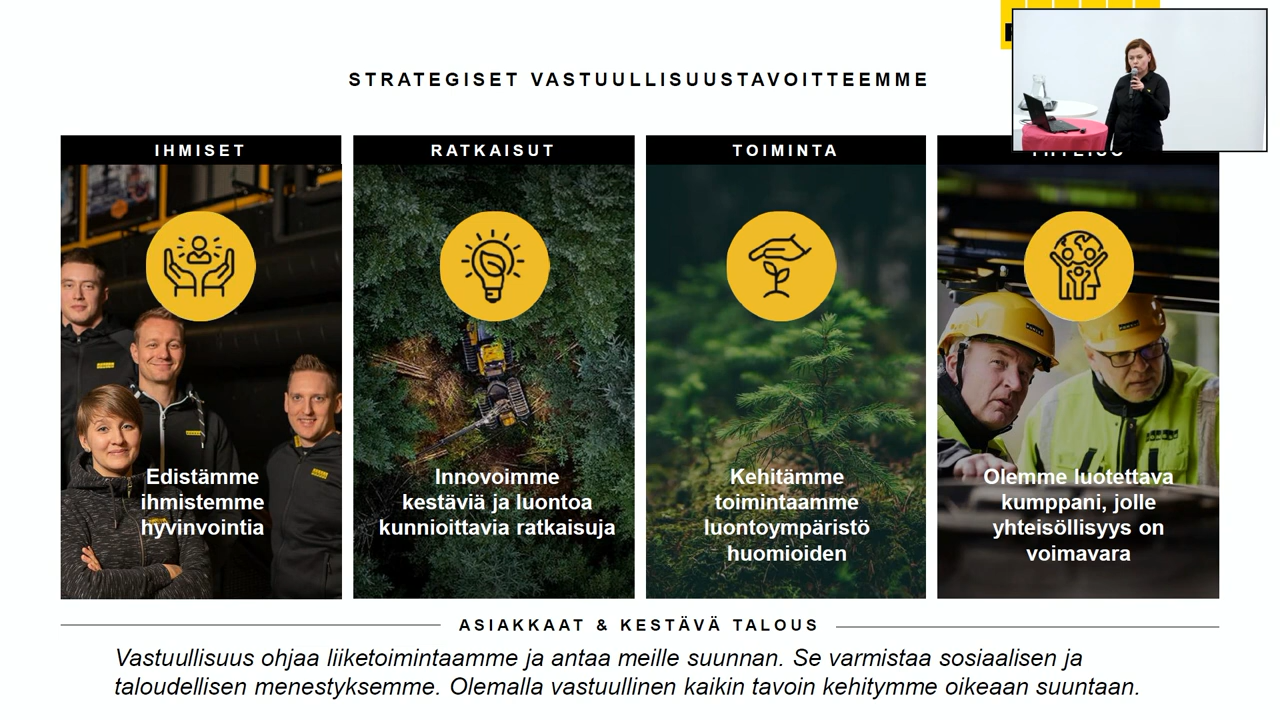 STRATEGISET VASTUULLISUUSTAVOITTEEMME
IHMISET
RATKAISUT
TOIMINTA
Edistämme
ihmistemme
hyvinvointia
Innovoimme
kestäviä ja luontoa
kunnioittavia ratkaisuja
Kehitämme
toimintaamme
luontoympäristö
huomioiden
Olemme luotettava
kumppani, jolle
yhteisöllisyys on
voimavara
ASIAKKAAT & KESTÄVÄ TALOUS
Vastuullisuus ohjaa liiketoimintaamme ja antaa meille suunnan. Se varmistaa sosiaalisen ja
taloudellisen menestyksemme. Olemalla vastuullinen kaikin tavoin kehitymme oikeaan suuntaan.